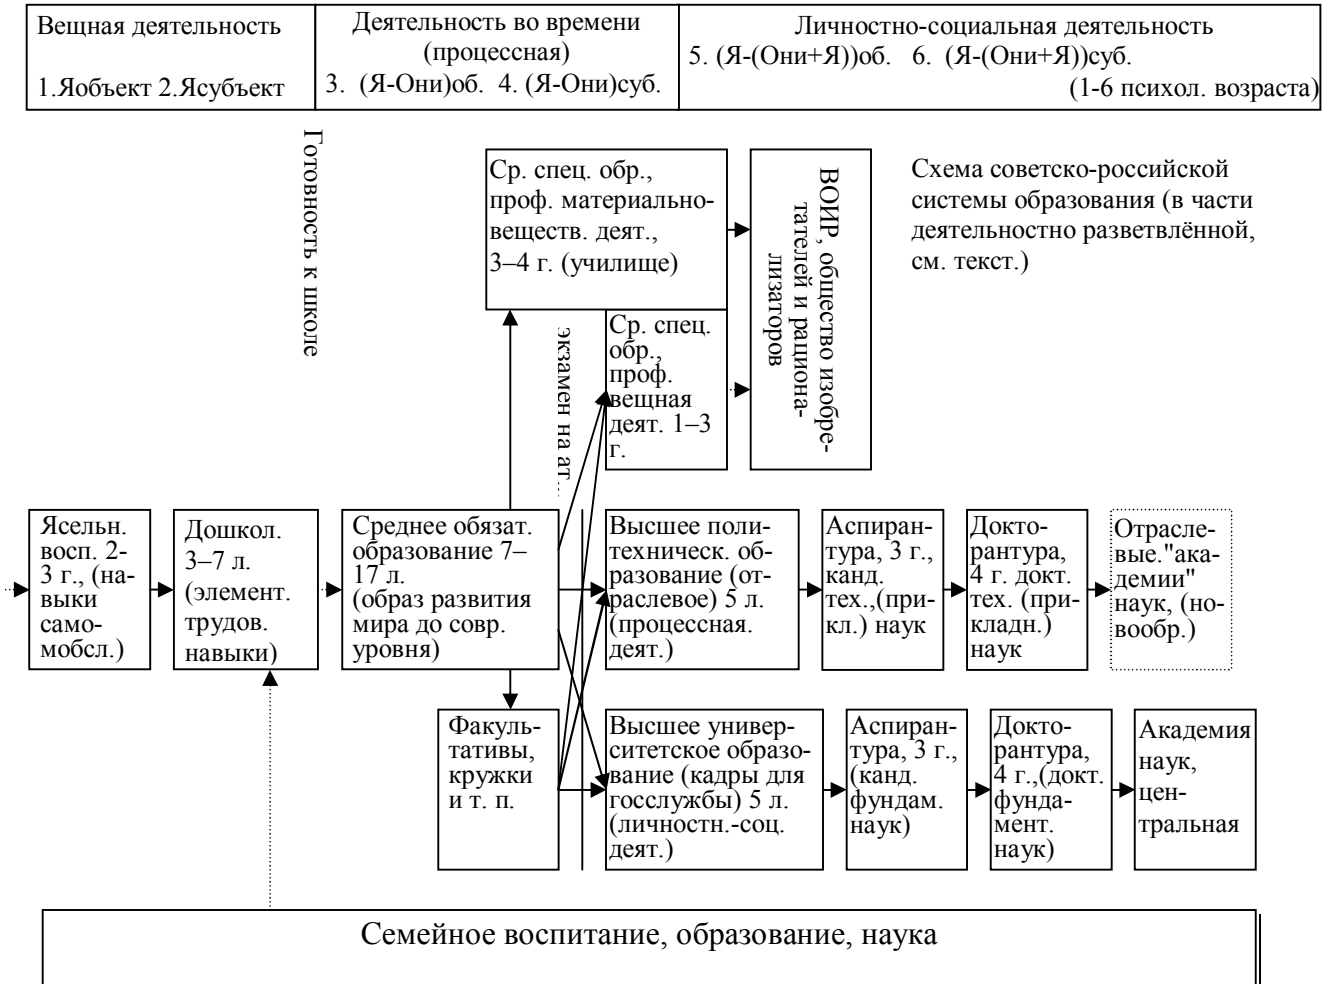 Вещная деятельность
1.Яобъект 2.Ясубъект
Деятельность во времени
(процессная)
3.  (Я-Они)об.  4. (Я-Они)суб.
Личностно-социальная деятельность
5. (Я-(Они+Я))об.   6.  (Я-(Они+Я))суб.
(1-6 психол. возраста)
Готовность к школе
Ср. спец. обр.,
проф. материально-
веществ. деят.,
3–4 г. (училище)
ВОИР, общество изобре-
тателей и рациона-
лизаторов
Схема советско-российской
системы образования (в части
деятельностно разветвлённой,
см. текст.)
экзамен на ат...
Ср. спец.
обр.,
проф.
вещная
деят. 1–3
г.
Ясельн.
восп. 2-
3 г., (на-
выки
само-
мобсл.)
Дошкол.
3–7 л.
(элемент.
трудов.
навыки)
Среднее обязат.
образование 7–
17 л.
(образ развития
мира до совр.
уровня)
Высшее поли-
техническ. об-
разование (от-
раслевое) 5 л.
(процессная.
деят.)
Аспиран-
тура, 3 г.,
канд.
тех.,(при-
кл.) наук
Докто-
рантура,
4 г. докт.
тех. (при-
кладн.)
наук
Отрасле-
вые."ака-
демии"
наук, (но-
вообр.)
Факуль-
тативы,
кружки
и т. п.
Высшее универ-
ситетское образо-
вание (кадры для
госслужбы) 5 л.
(личностн.-соц.
деят.)
Аспиран-
тура, 3 г.,
(канд.
фундам.
наук)
Докто-
рантура,
4 г.,(докт.
фунда-
мент.
наук)
Академия
наук,
цен-
тральная
Семейное воспитание, образование, наука